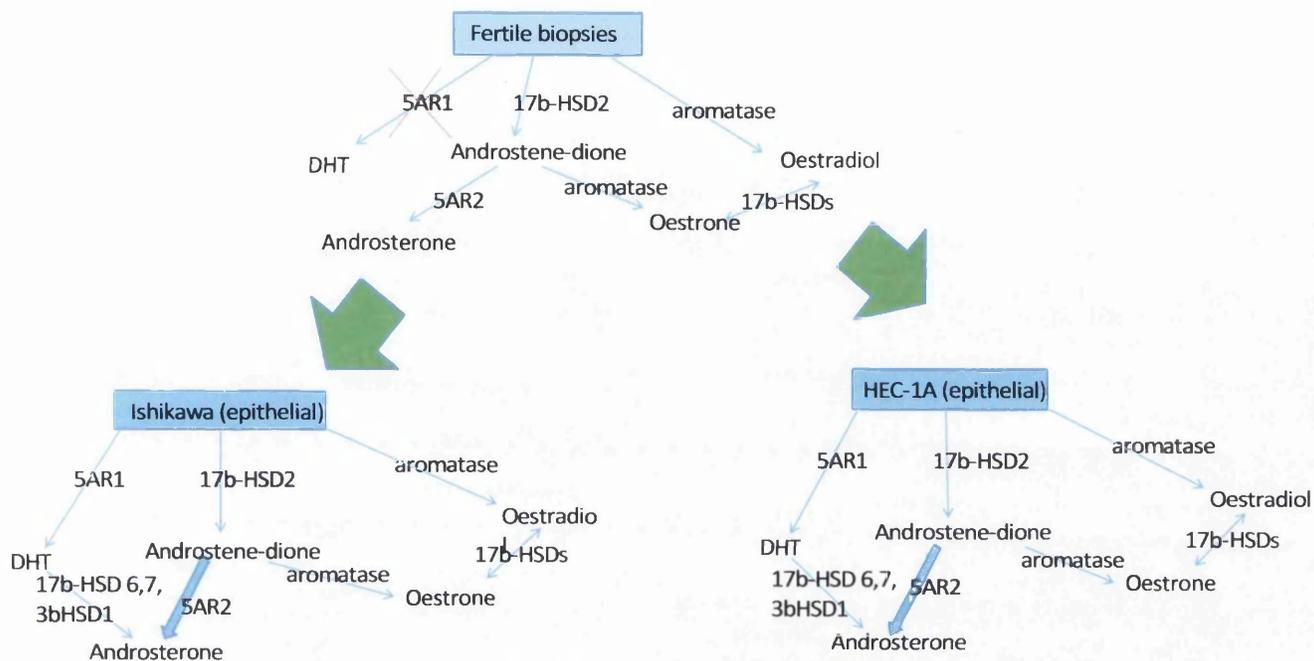 Fertile biopsies
5AR1
17b-HSD2
aromatase
DHT
Androstene-dione
Oestradiol
5AR2
aromatase
17b-HSDs
Oestrone
Androsterone
Ishikawa (epithelial)
5AR1
17b-HSD2
aromatase
Oestradio
l
DHT
Androstene-dione
17b-HSDs
17b-HSD 6,7,
3bHSD1
5AR2
aromatase
Oestrone
Androsterone
HEC-1A (epithelial)
5AR1
17b-HSD2
aromatase
Oestradiol
DHT
Androstene-dione
17b-HSDs
17b-HSD 6,7,
3bHSD1
5AR2
aromatase
Oestrone
Androsterone